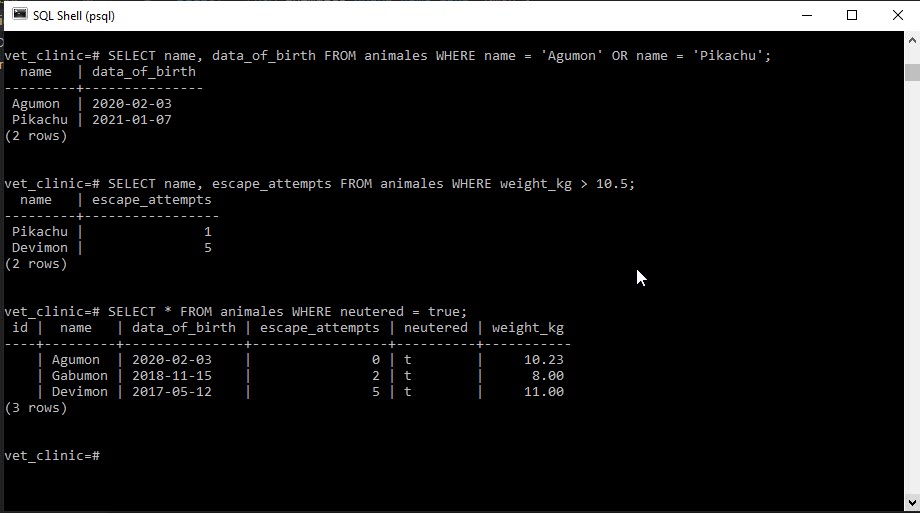 SQL Shell (psql)
vet_clinic=# SELECT name, data_of_birth FROM animales WHERE name = 'Agumon' OR name = 'Pikachu';
  name   | data_of_birth
---------+---------------
 Agumon  | 2020-02-03
 Pikachu | 2021-01-07
(2 rows)
vet_clinic=# SELECT name, escape_attempts FROM animales WHERE weight_kg > 10.5;
  name   | escape_attempts
---------+-----------------
 Pikachu |               1
 Devimon |               5
(2 rows)
vet_clinic=# SELECT * FROM animales WHERE neutered = true;
 id |  name   | data_of_birth | escape_attempts | neutered | weight_kg
----+---------+---------------+-----------------+----------+-----------
    | Agumon  | 2020-02-03    |               0 | t        |     10.23
    | Gabumon | 2018-11-15    |               2 | t        |      8.00
    | Devimon | 2017-05-12    |               5 | t        |     11.00
(3 rows)
vet_clinic=#